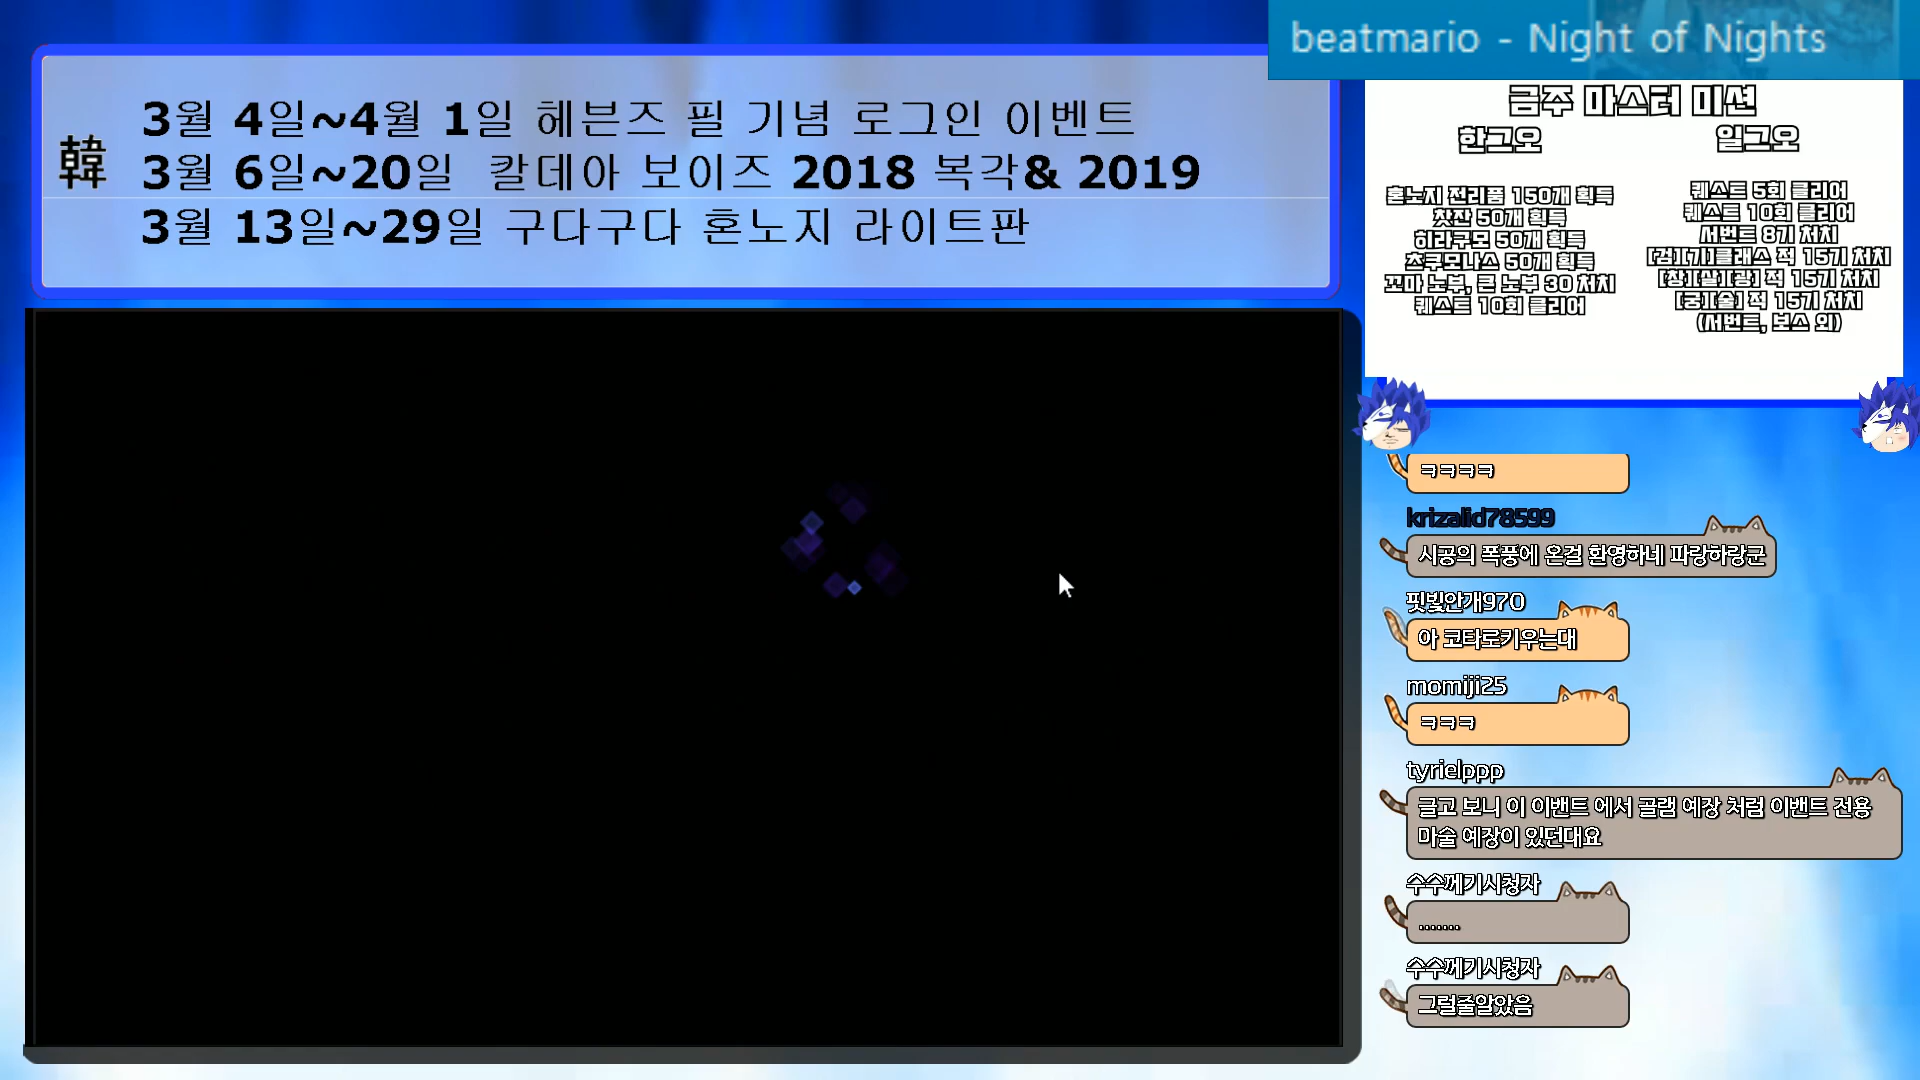 beatmario - Night of Nights
韓
3월 4일~4월 1일 헤븐즈 필 기념 로그인 이벤트
3월 6일~20일 칼데아 보이즈 2018 복각& 2019
3월 13일~29일 구다구다 혼노지 라이트판
금주 마스터 미션
한그오
혼노지 전리품 150개 획득
찻잔 50개 획득
히라구모 50개 획득
츠쿠모나스 50개 획득
꼬마 노부, 큰 노부 30 처치
퀘스트 10회 클리어
일그오
퀘스트 5회 클리어
퀘스트 10회 클리어
서번트 8기 처치
[검][기]클래스 적 15기 처치
[창][살][광] 적 15기 처치
[궁][술] 적 15기 처치
(서번트, 보스 외)
ㅋㅋㅋㅋ
krizalid78599
시공의 폭풍에 온걸 환영하네 파랑하랑군
핏빛안개970
아 코타로키우는대
momiji25
ㅋㅋㅋ
tyrielppp
글고 보니 이 이밴트 에서 골램 예장 처럼 이밴트 전용
마술 예장이 있던대요
수수께기시청자
.......
수수께기시청자
그럴줄알았음